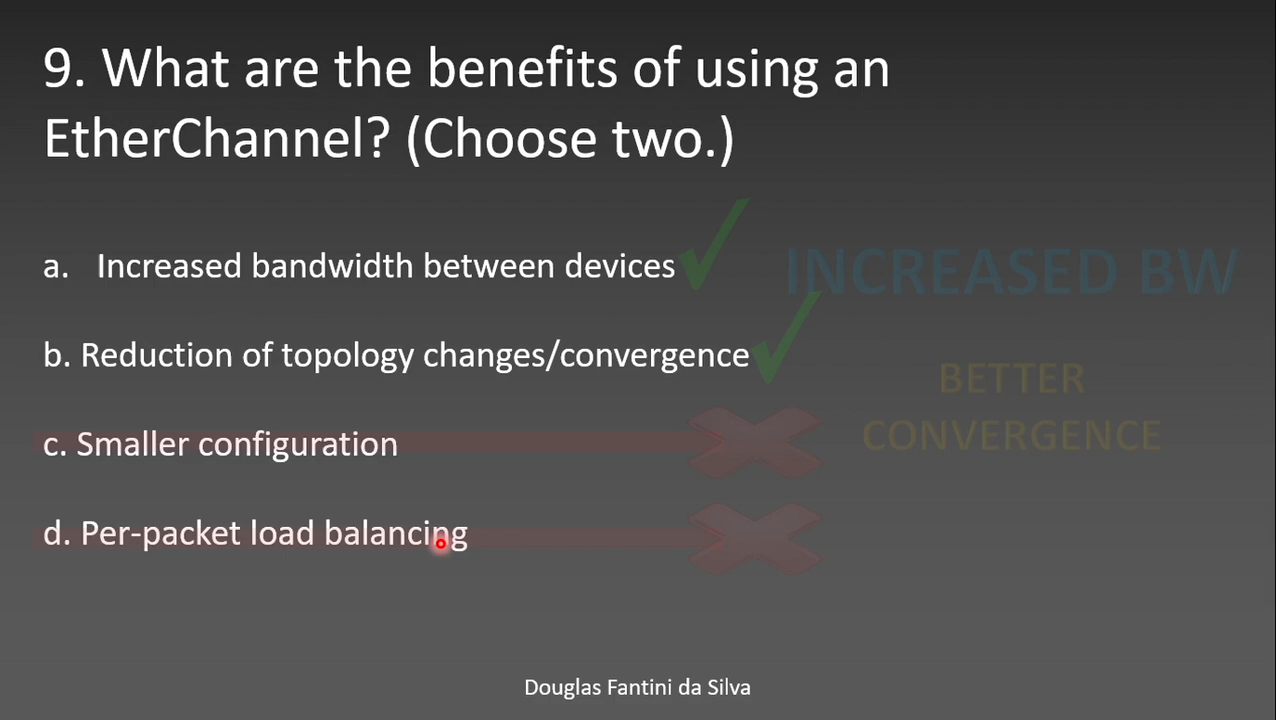 9. What are the benefits of using an
EtherChannel? (Choose two.)
a. Increased bandwidth between devices
INCREASED BW
b. Reduction of topology changes/convergence
BETTER
CONVERGENCE
c. Smaller configuration
d. Per-packet load balancing
Douglas Fantini da Silva